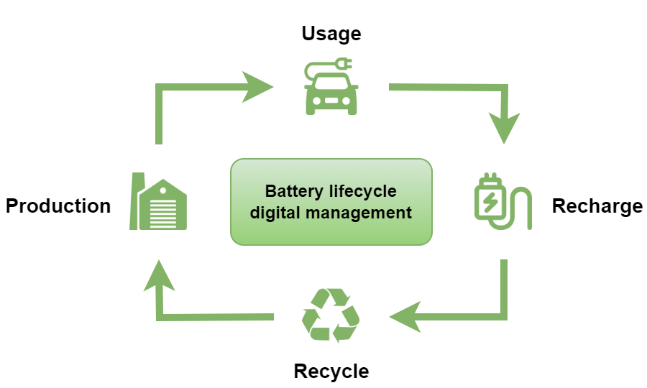 Usage
Production
Battery lifecycle
digital management
Recharge
Recycle